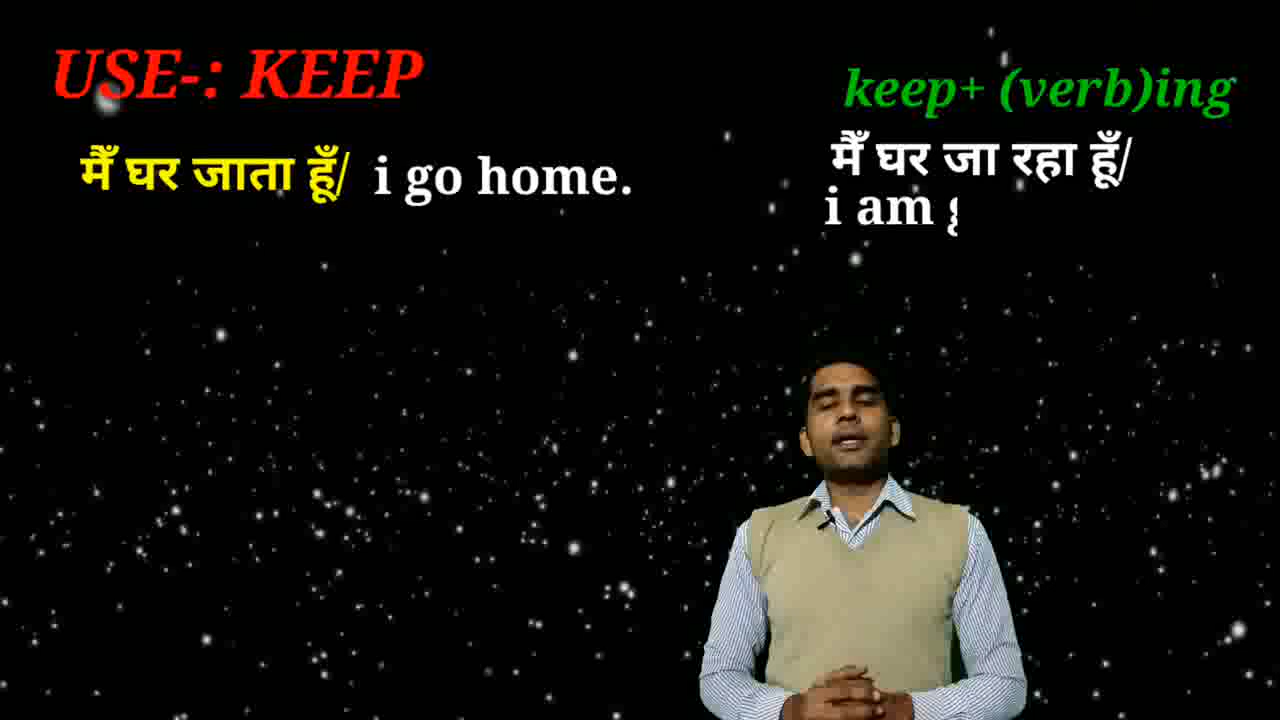 USE-: KEEP
keep+ (verb)ing
मैँ घर जाता हूँ/ i go home.
मैँ घर जा रहा हूँ/
i am